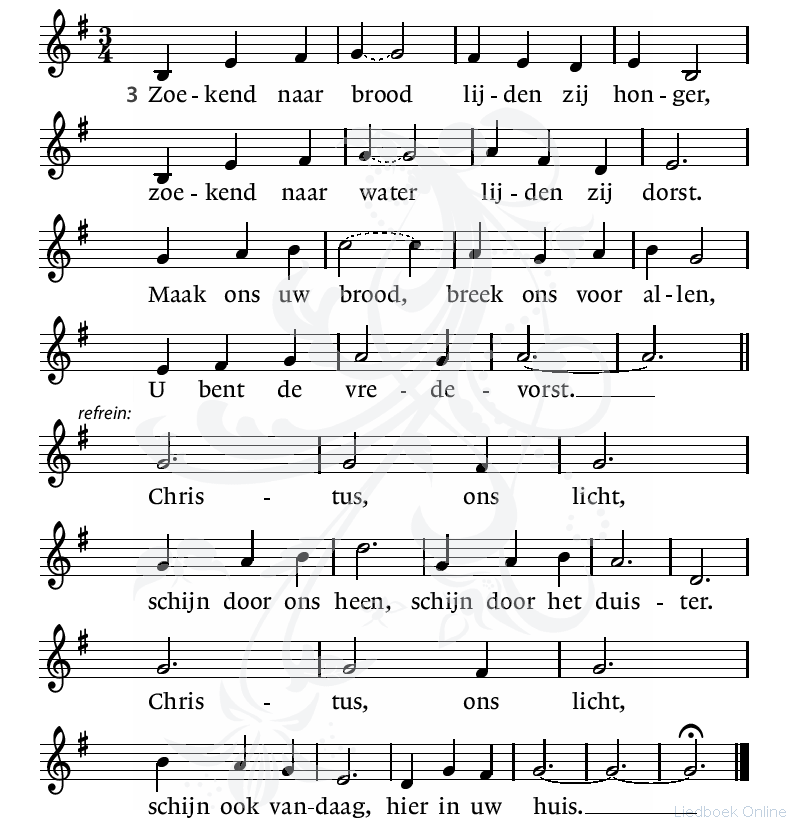 3 Zoe - kend naar brood lij - den zij hon - ger,
zoe - kend naar water lij - den zij dorst.
Maak ons uw brood, breek ons voor al - len,
U bent de vre - de - vorst.
refrein:
Chris - tus, ons licht,
schijn door ons heen, schijn door het duis - ter.
Chris - tus, ons licht,
schijn ook van-daag, hier in uw huis.
Liedboek Online